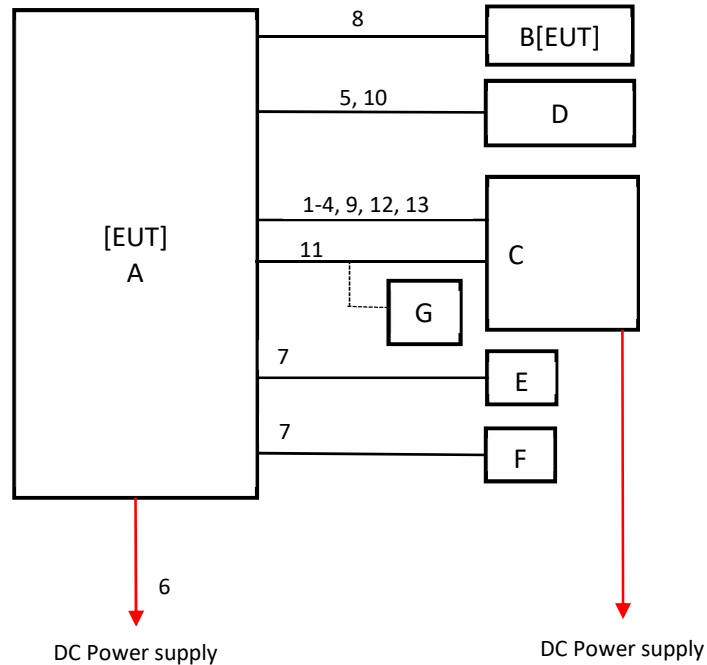 8
B[EUT]
5, 10
D
1-4, 9, 12, 13
[EUT]
A
11
C
G
7
E
7
F
6
DC Power supply
DC Power supply